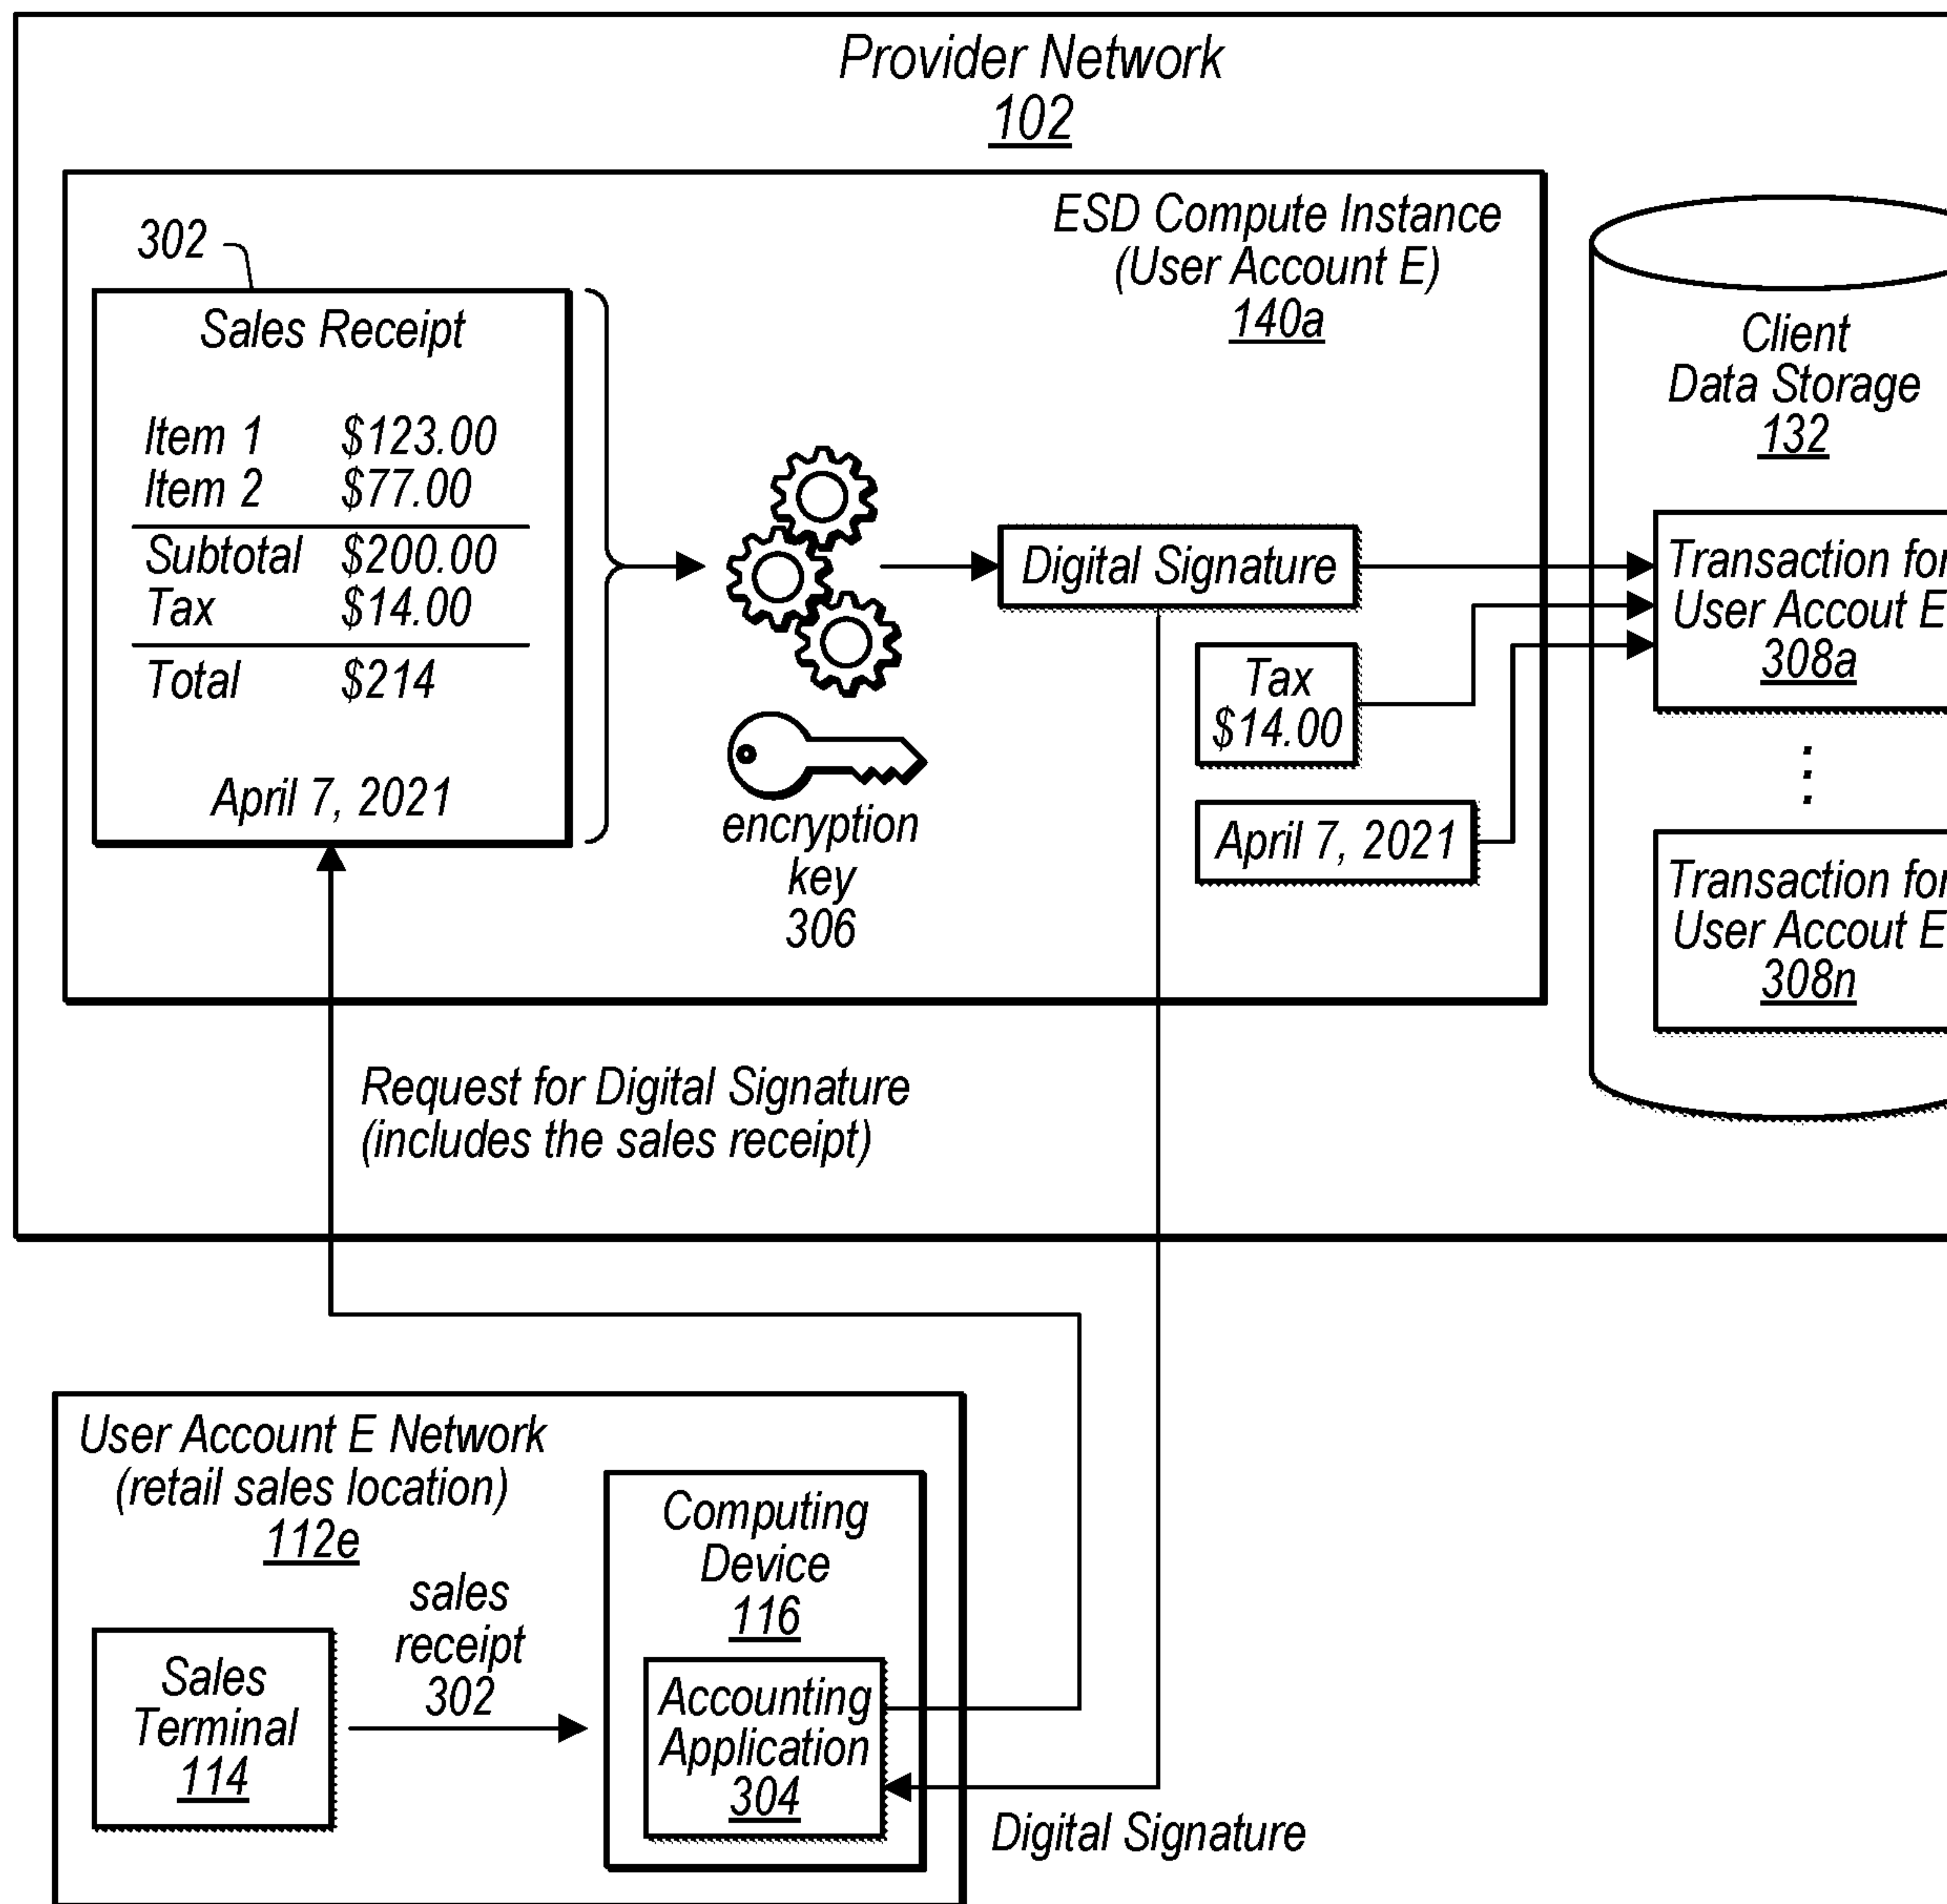 Provider Network
102
ESD Compute Instance
(User Account E)
140a
302
Sales Receipt
Item 1 $123.00
Item 2 $77.00
Subtotal $200.00
Tax $14.00
Total $214
April 7, 2021
encryption
key
306
Digital Signature
Tax
$14.00
April 7, 2021
Client
Data Storage
132
Transaction for
User Accout E
308a
Transaction for
User Accout E
308n
Request for Digital Signature
(includes the sales receipt)
User Account E Network
(retail sales location)
112e
Sales
Terminal
114
sales
receipt
302
Computing
Device
116
Accounting
Application
304
Digital Signature